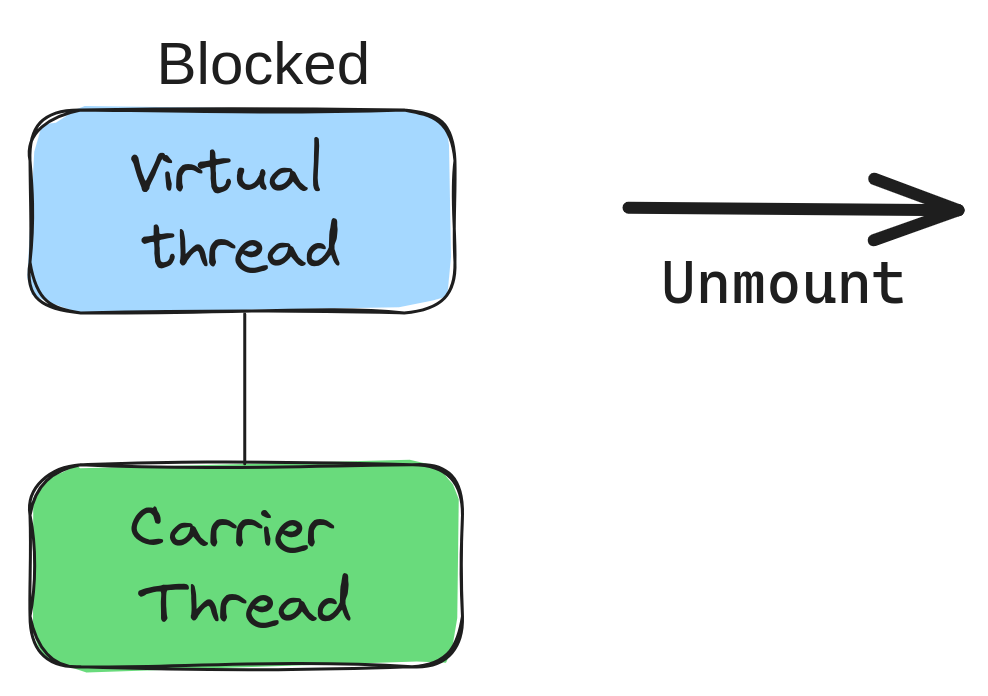 Blocked
Virtual
thread
Unmount
Carrier
Thread